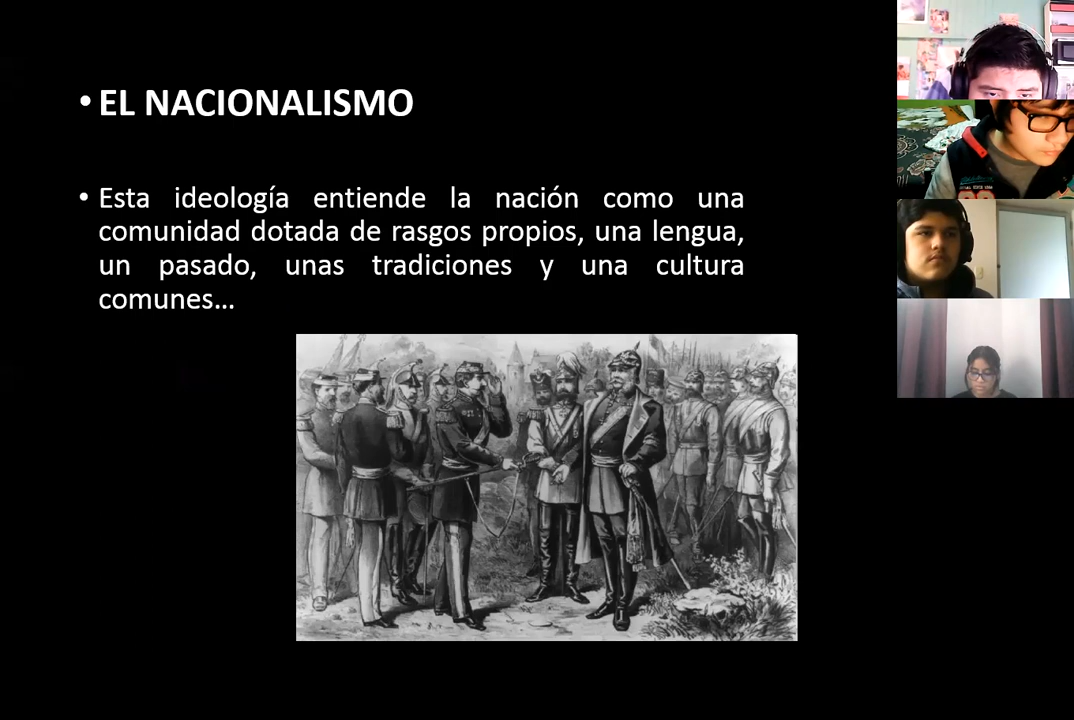 • EL NACIONALISMO
• Esta ideología entiende la nación como una
comunidad dotada de rasgos propios, una lengua,
un pasado, unas tradiciones y una cultura
comunes...